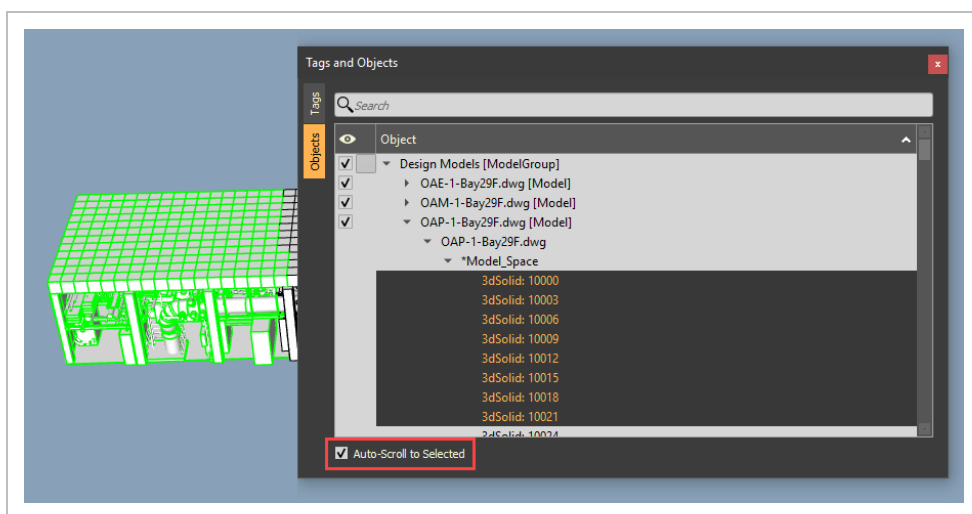 Tags and Objects
x
Tags
Objects
Search
Object
Design Models [ModelGroup]
OAE-1-Bay29F.dwg [Model]
OAM-1-Bay29F.dwg [Model]
OAP-1-Bay29F.dwg [Model]
OAP-1-Bay29F.dwg
*Model_Space
3dSolid: 10000
3dSolid: 10003
3dSolid: 10006
3dSolid: 10009
3dSolid: 10012
3dSolid: 10015
3dSolid: 10018
3dSolid: 10021
3dSolid: 10024
Auto-Scroll to Selected